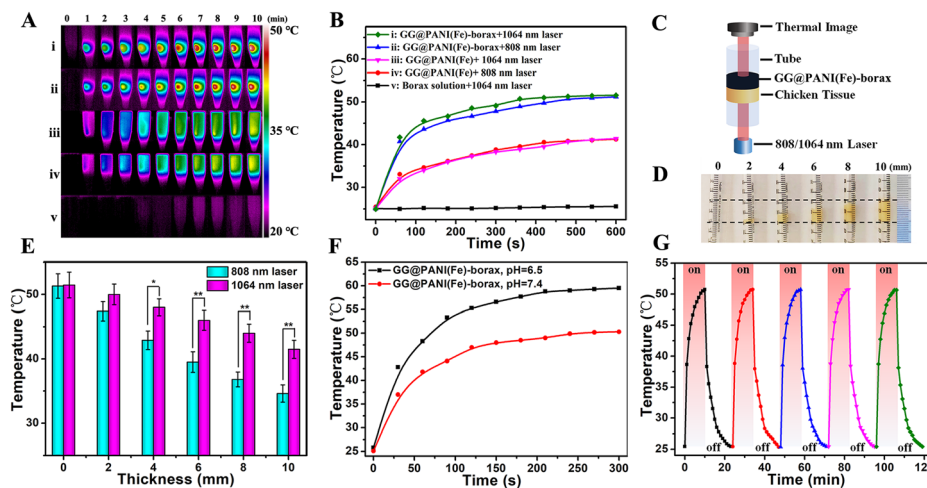 A
1 2 3 4 5 6 7 8 9 10 (min)
i
ii
iii
iv
v
50 °C
35 °C
20 °C
B
Temperature (℃)
60
50
40
30
i: GG@PANI(Fe)-borax+1064 nm laser
ii: GG@PANI(Fe)-borax+808 nm laser
iii: GG@PANI(Fe)+ 1064 nm laser
iv: GG@PANI(Fe)+ 808 nm laser
v: Borax solution+1064 nm laser
0 100 200 300 400 500 600
Time (s)
C
Thermal Image
Tube
GG@PANI(Fe)-borax
Chicken Tissue
808/1064 nm Laser
D
0 2 4 6 8 10 (mm)
E
Temperature (℃)
50
40
30
808 nm laser
1064 nm laser
*
**
**
**
0 2 4 6 8 10
Thickness (mm)
F
Temperature (℃)
65
60
55
50
45
40
35
30
25
GG@PANI(Fe)-borax, pH=6.5
GG@PANI(Fe)-borax, pH=7.4
0 50 100 150 200 250 300
Time (s)
G
Temperature (℃)
50
45
40
35
30
25
on on on on on
off off off off off
0 20 40 60 80 100 120
Time (min)